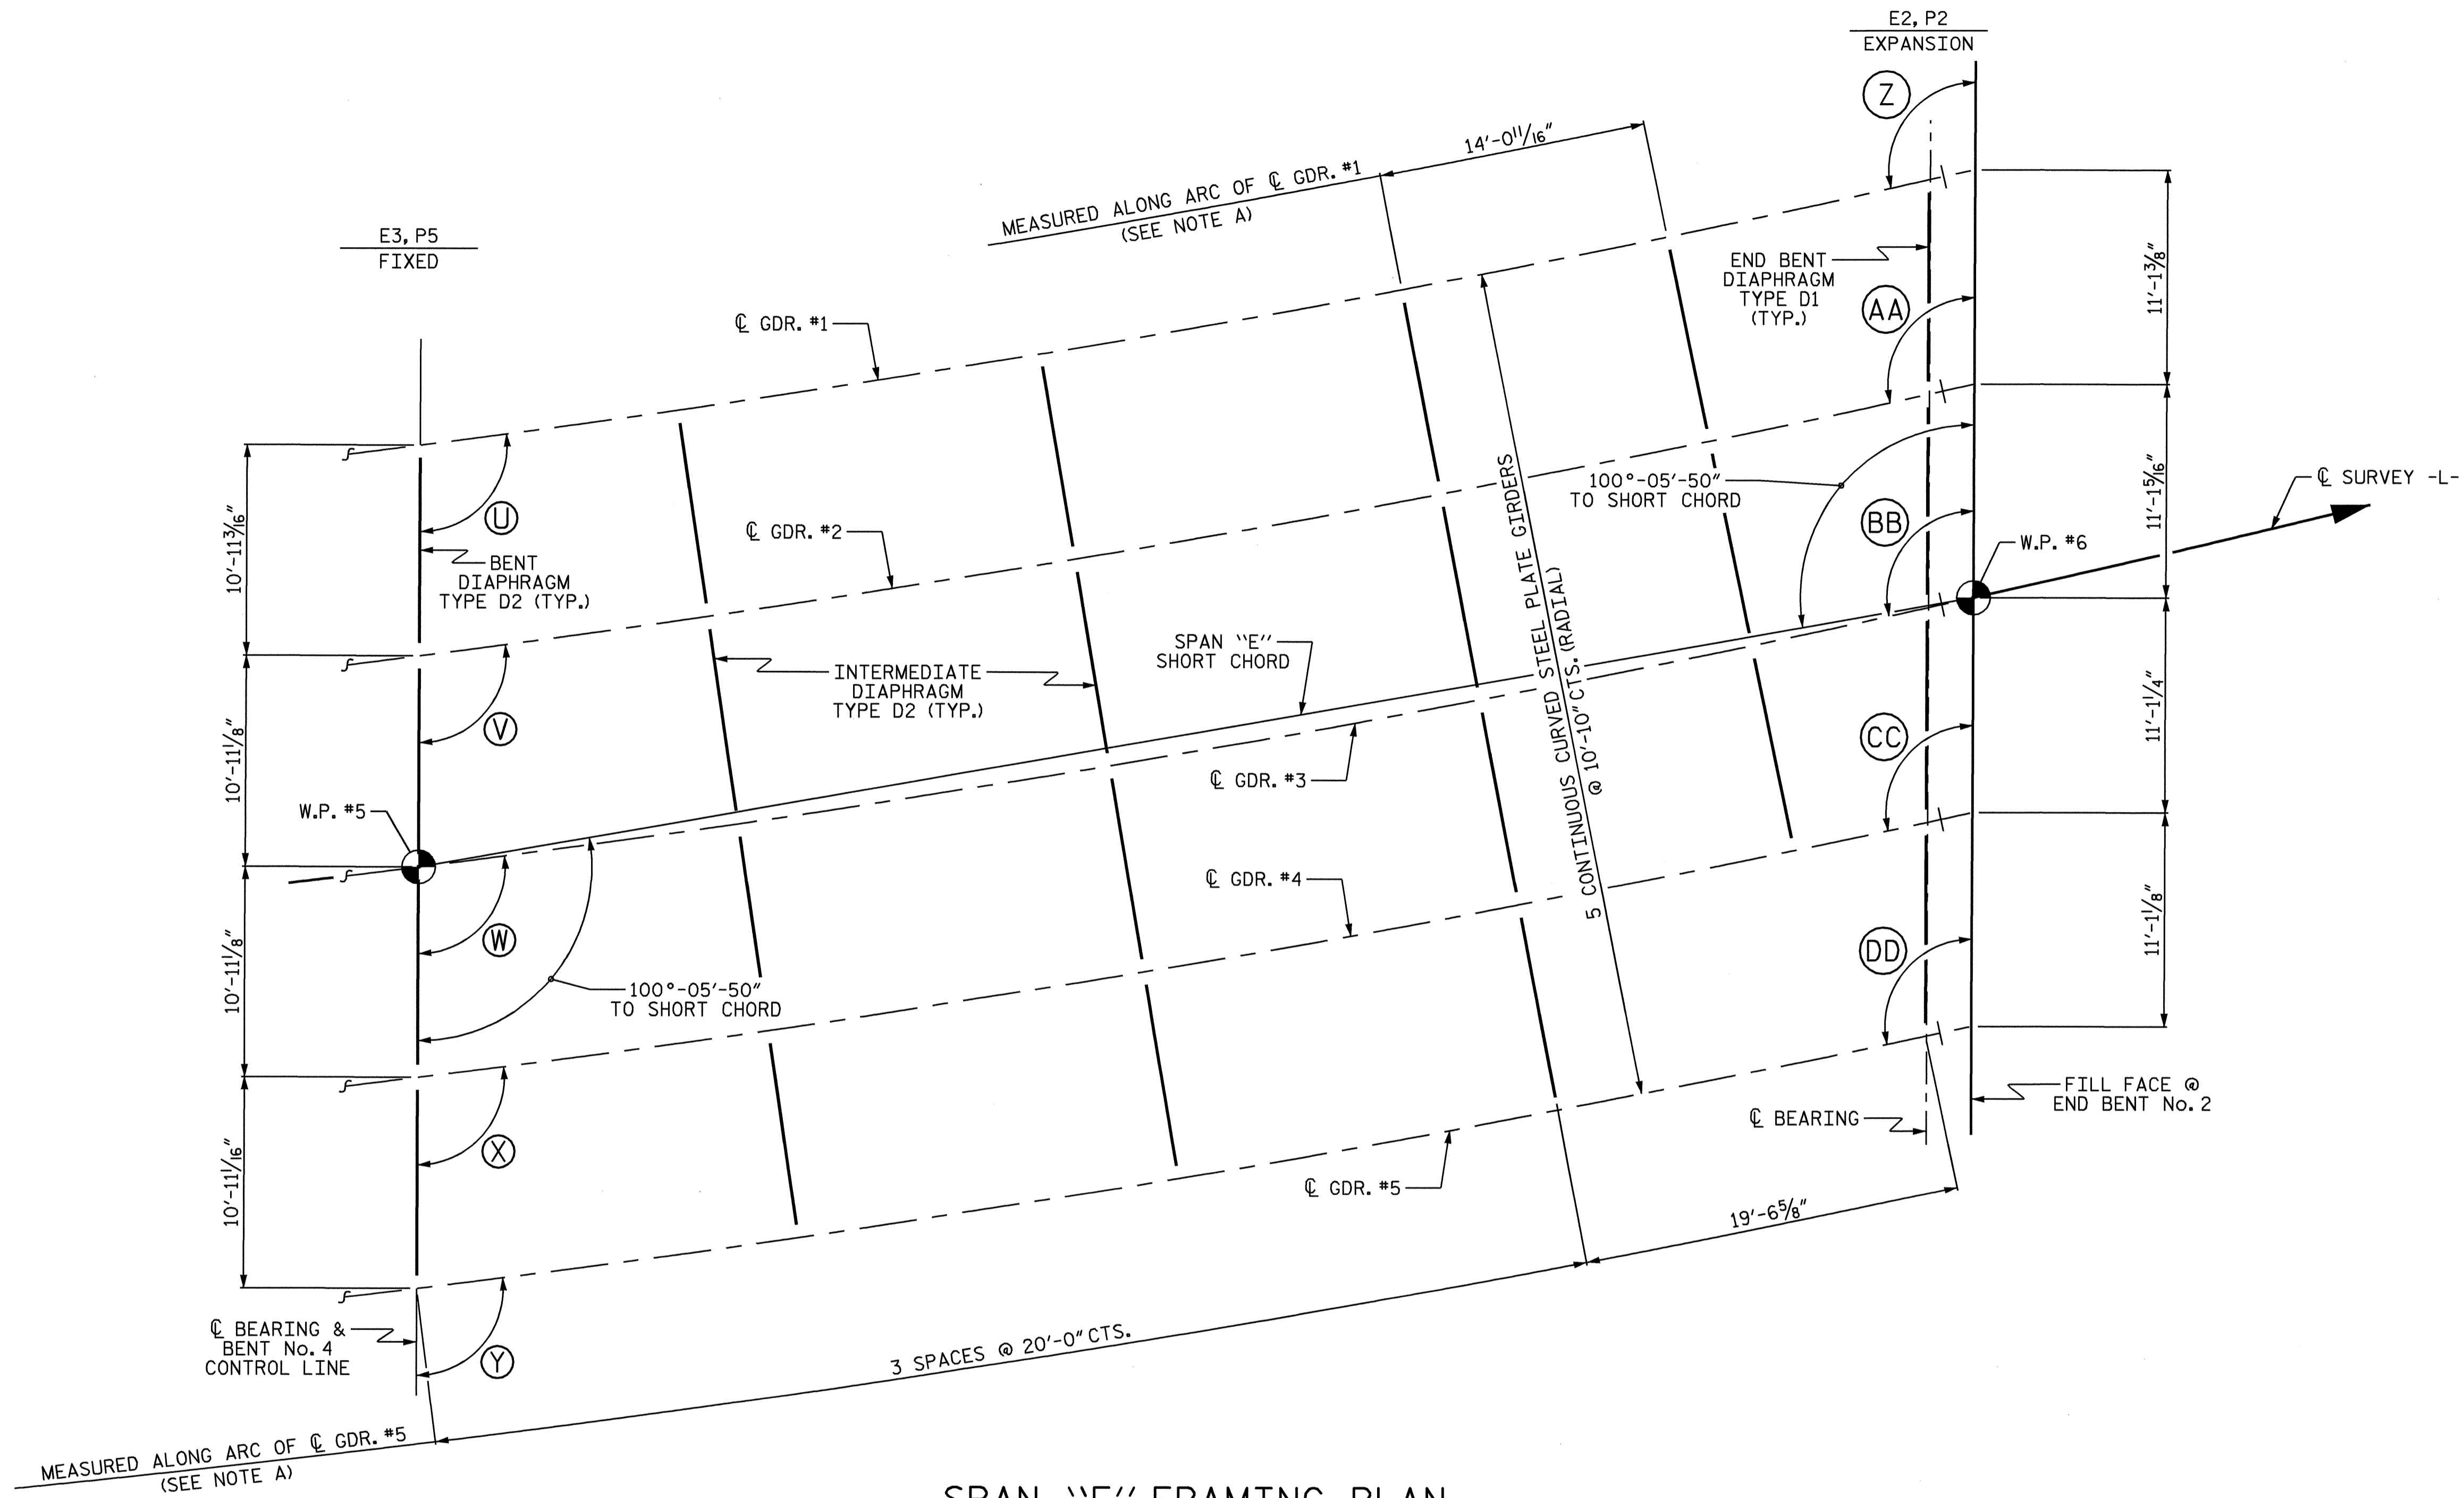 E2, P2
EXPANSION
Z
14'-0 11/16"
MEASURED ALONG ARC OF ℄ GDR. #1
(SEE NOTE A)
E3, P5
FIXED
END BENT
DIAPHRAGM
TYPE D1
(TYP.)
11'-1 3/8"
AA
℄ GDR. #1
100°-05'-50"
TO SHORT CHORD
11'-1 5/16"
℄ SURVEY -L-
U
BB
10'-11 3/16"
℄ GDR. #2
W.P. #6
BENT
DIAPHRAGM
TYPE D2 (TYP.)
5 CONTINUOUS CURVED STEEL PLATE GIRDERS
@ 10'-10" CTS. (RADIAL)
SPAN "E"
SHORT CHORD
INTERMEDIATE
DIAPHRAGM
TYPE D2 (TYP.)
V
10'-11 1/8"
CC
11'-1 1/4"
℄ GDR. #3
W.P. #5
℄ GDR. #4
W
10'-11 1/8"
DD
11'-1 1/8"
100°-05'-50"
TO SHORT CHORD
FILL FACE @
END BENT No. 2
℄ BEARING
X
10'-11 1/16"
℄ GDR. #5
19'-6 5/8"
℄ BEARING &
BENT No. 4
CONTROL LINE
Y
3 SPACES @ 20'-0" CTS.
MEASURED ALONG ARC OF ℄ GDR. #5
(SEE NOTE A)
SPAN "E" FRAMING PLAN